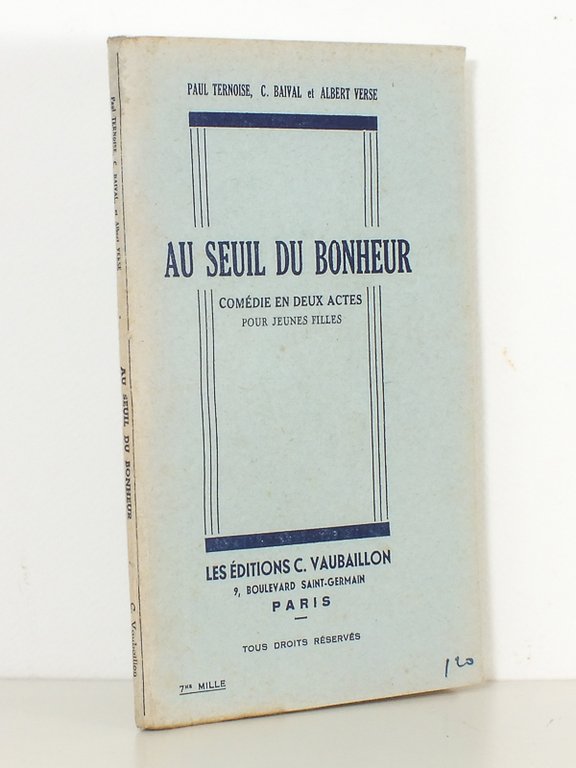 PAUL TERNOISE, C. BAIVAL et ALBERT VERSE
AU SEUIL DU BONHEUR
COMÉDIE EN DEUX ACTES
POUR JEUNES FILLES
LES ÉDITIONS C. VAUBAILLON
9, BOULEVARD SAINT-GERMAIN
PARIS
TOUS DROITS RÉSERVÉS
7ME MILLE
120
Paul TERNOISE, C. BAIVAL et Albert VERSE
AU SEUIL DU BONHEUR
C. Vaubaillon